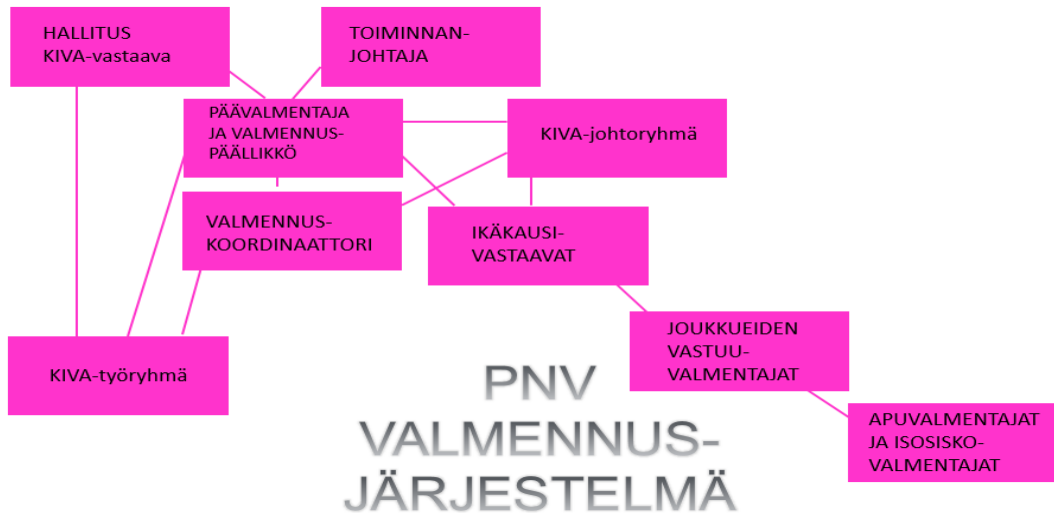 HALLITUS
KIVA-vastaava
TOIMINNAN-
JOHTAJA
PÄÄVALMENTAJA
JA VALMENNUS-
PÄÄLLIKKÖ
KIVA-johtoryhmä
VALMENNUS-
KOORDINAATTORI
IKÄKAUSI-
VASTAAVAT
JOUKKUEIDEN
VASTUU-
VALMENTAJAT
KIVA-työryhmä
APUVALMENTAJAT
JA ISOSISKO-
VALMENTAJAT
PNV
VALMENNUS-
JÄRJESTELMÄ